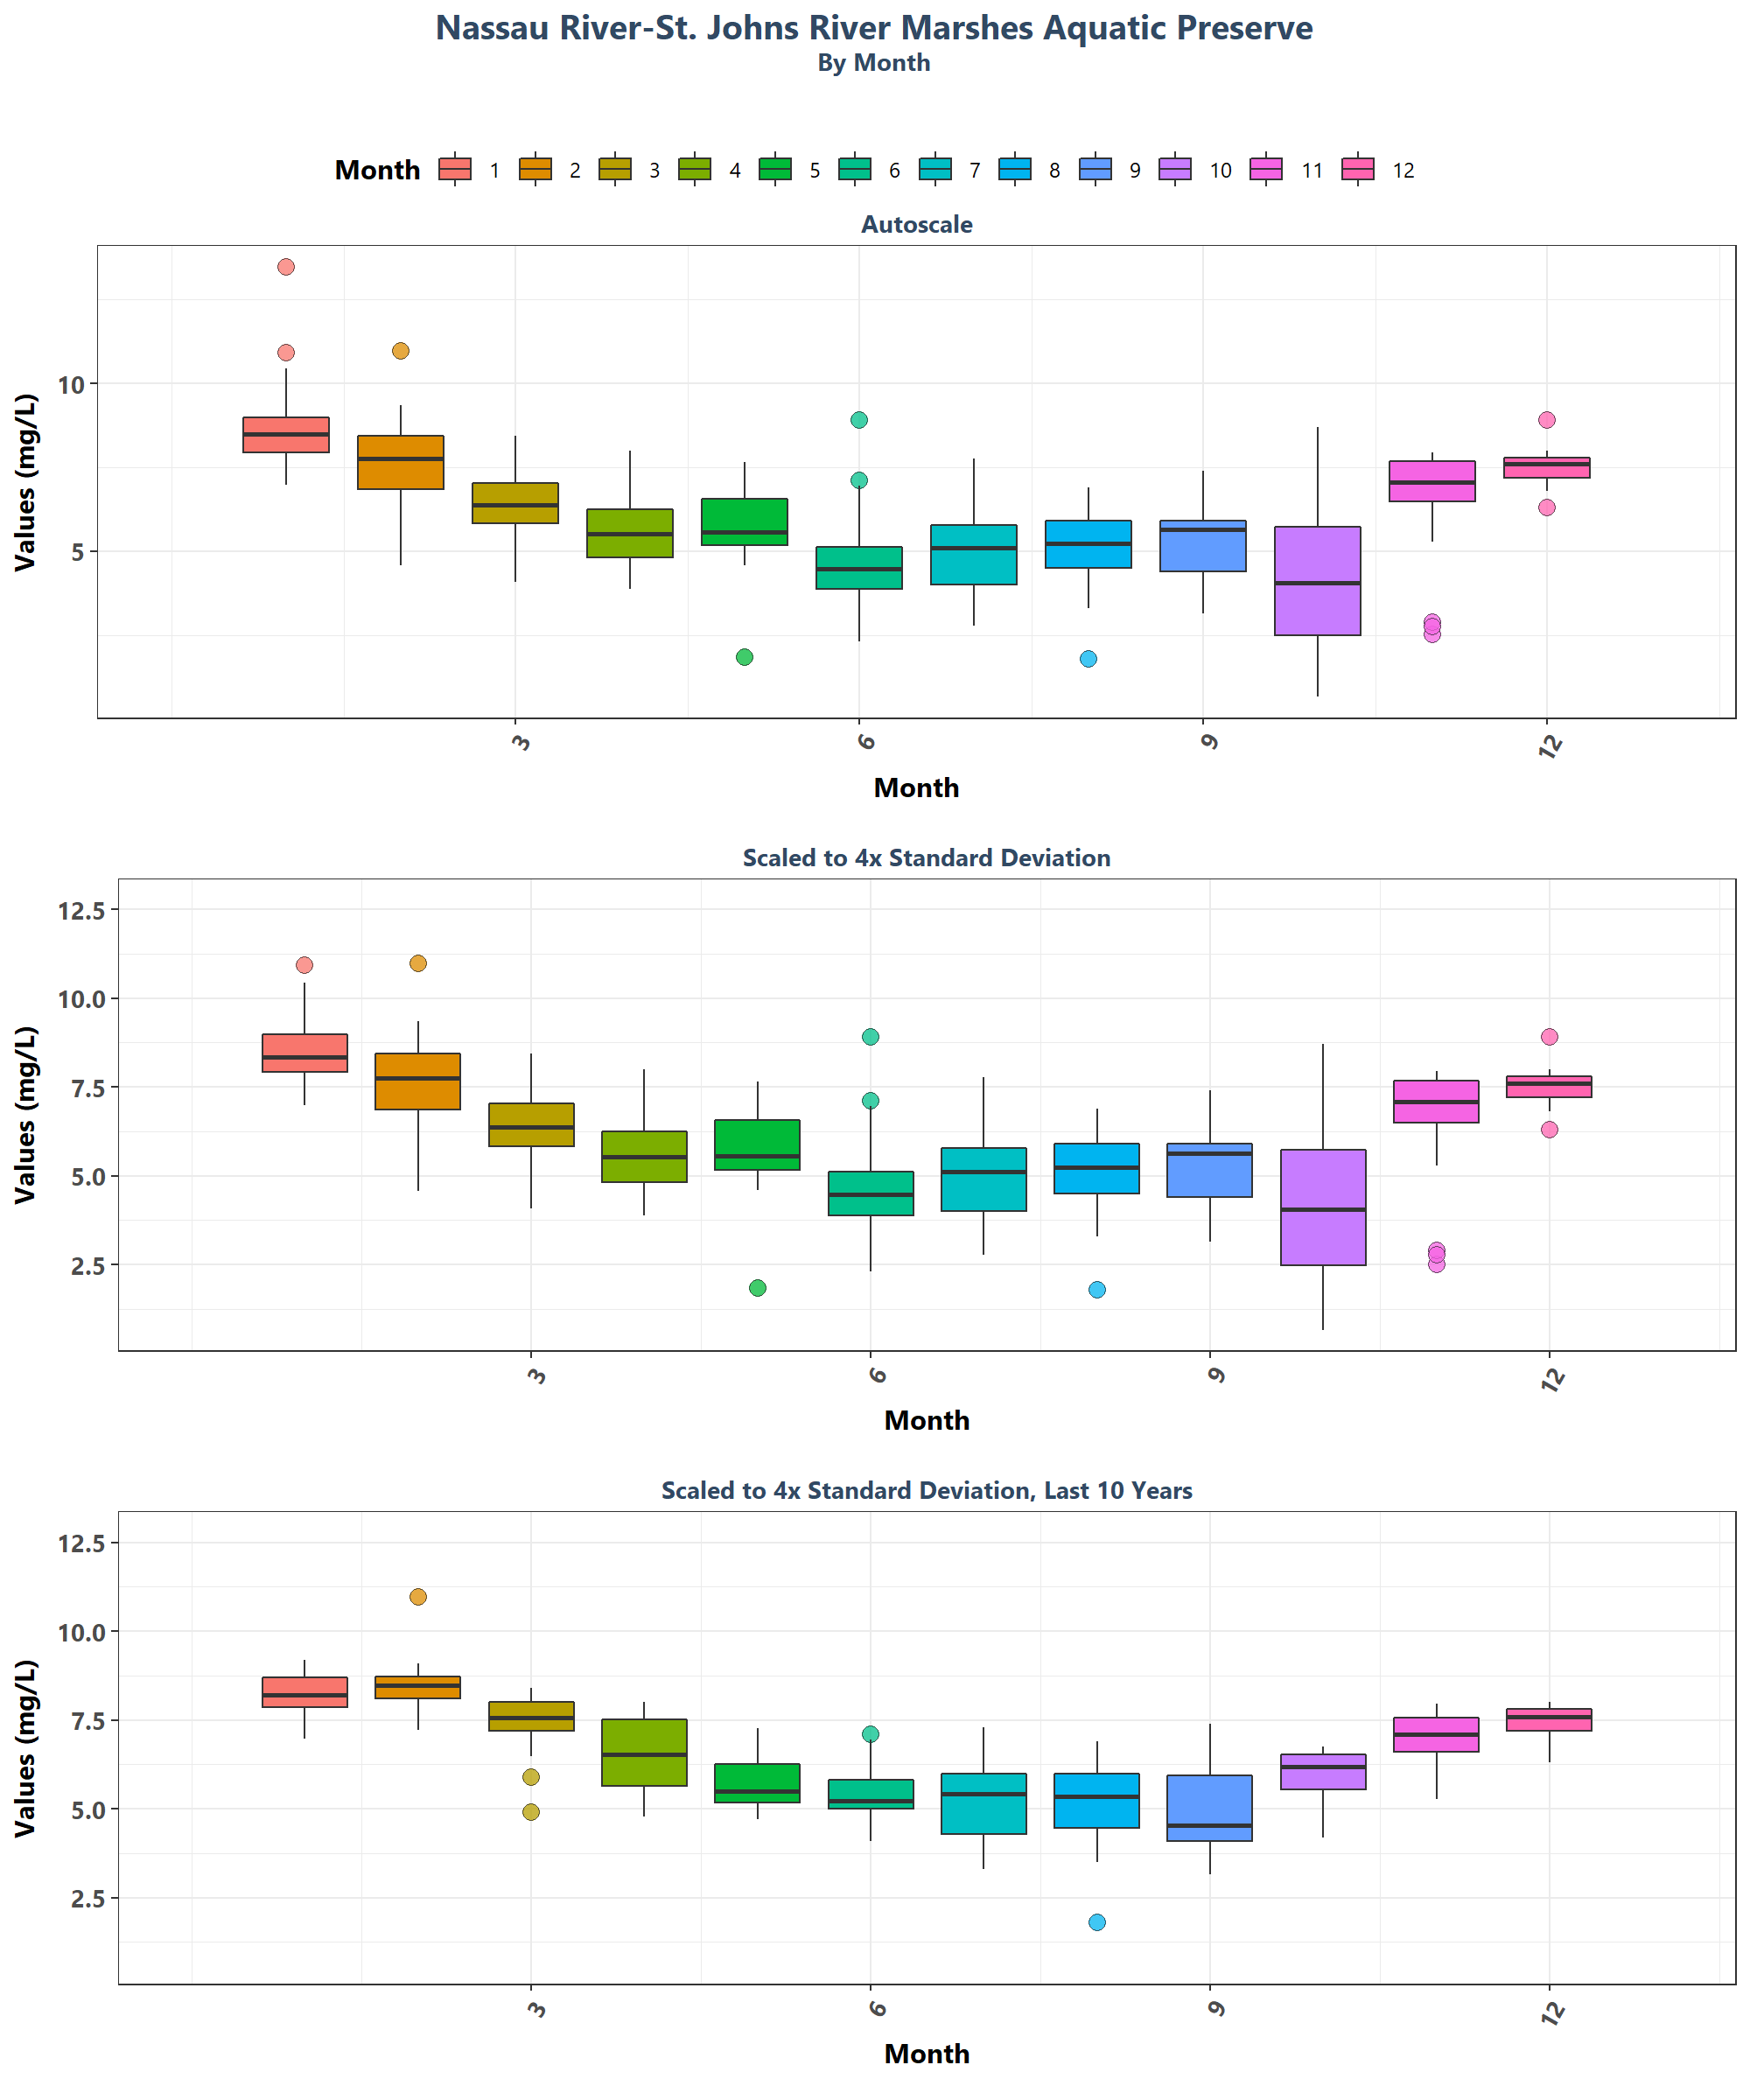 Nassau River-St. Johns River Marshes Aquatic Preserve
By Month
Month 1 2 3 4 5 6 7 8 9 10 11 12
Autoscale
Values (mg/L)
10
5
3 6 9 12
Month
Scaled to 4x Standard Deviation
Values (mg/L)
12.5
10.0
7.5
5.0
2.5
3 6 9 12
Month
Scaled to 4x Standard Deviation, Last 10 Years
Values (mg/L)
12.5
10.0
7.5
5.0
2.5
3 6 9 12
Month